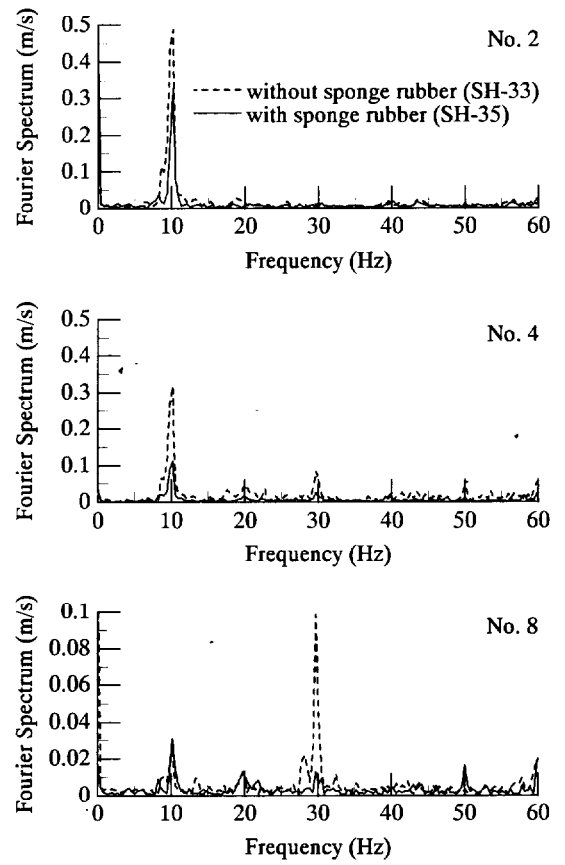 Fourier Spectrum (m/s)
0.5
0.4
0.3
0.2
0.1
0
No. 2
without sponge rubber (SH-33)
with sponge rubber (SH-35)
0 10 20 30 40 50 60
Frequency (Hz)
Fourier Spectrum (m/s)
0.5
0.4
0.3
0.2
0.1
0
No. 4
0 10 20 30 40 50 60
Frequency (Hz)
Fourier Spectrum (m/s)
0.1
0.08
0.06
0.04
0.02
0
No. 8
0 10 20 30 40 50 60
Frequency (Hz)